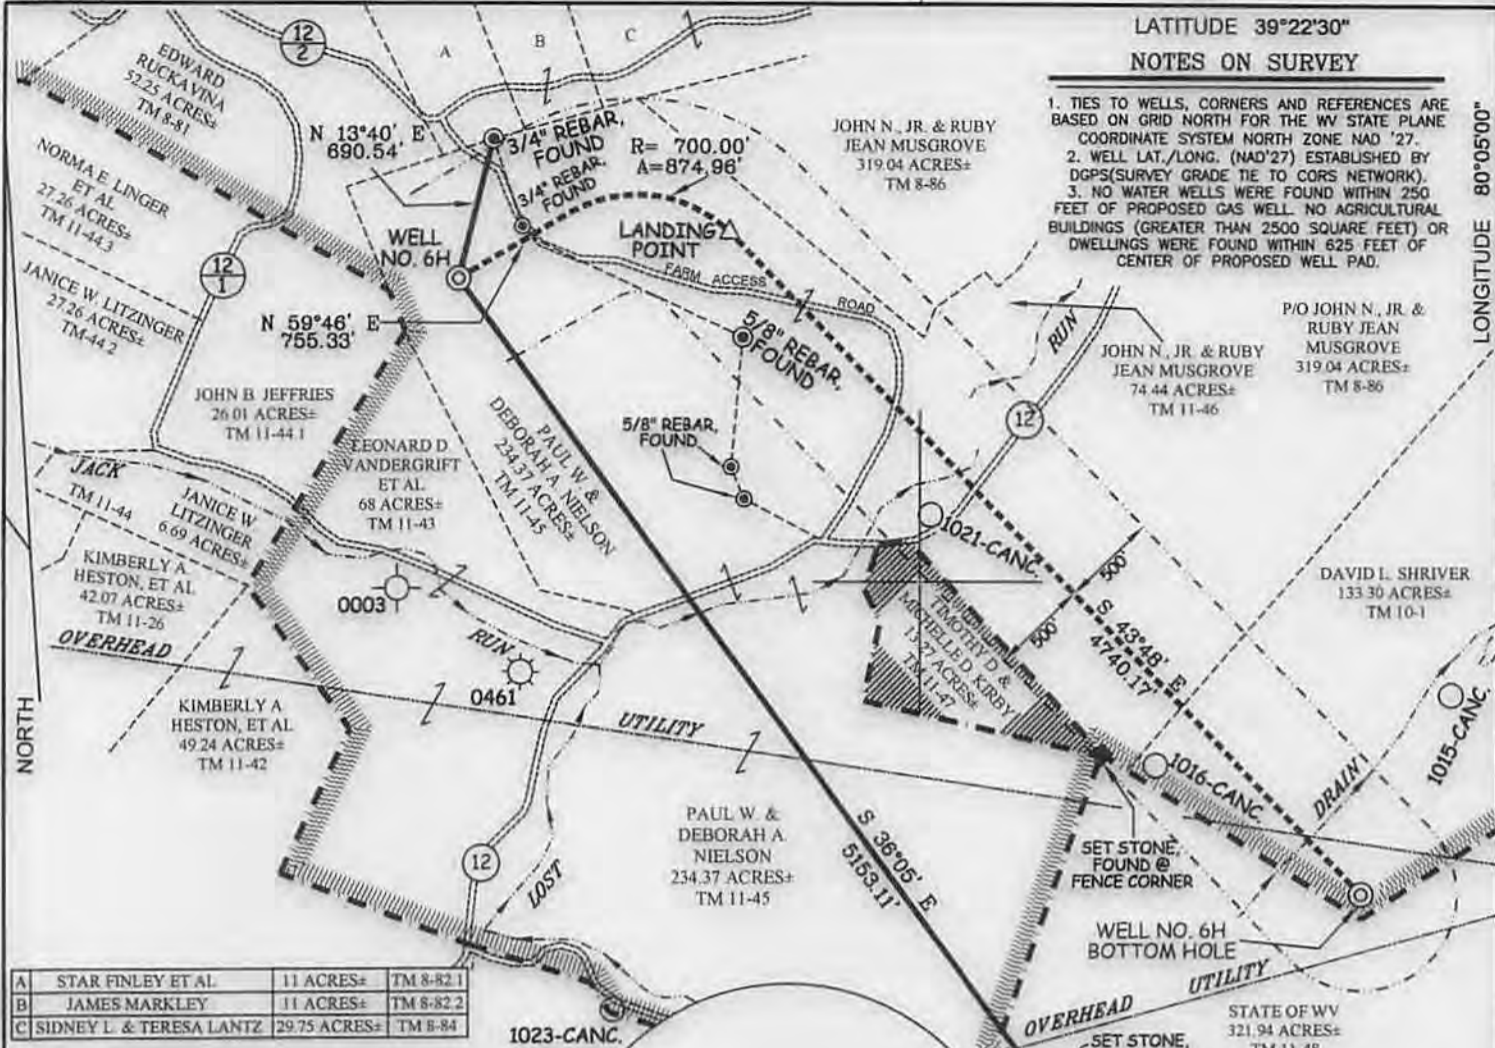 LATITUDE 39°22'30"
NOTES ON SURVEY
1. TIES TO WELLS, CORNERS AND REFERENCES ARE
BASED ON GRID NORTH FOR THE WV STATE PLANE
COORDINATE SYSTEM NORTH ZONE NAD '27.
2. WELL LAT./LONG. (NAD'27) ESTABLISHED BY
DGPS(SURVEY GRADE TIE TO CORS NETWORK).
3. NO WATER WELLS WERE FOUND WITHIN 250
FEET OF PROPOSED GAS WELL. NO AGRICULTURAL
BUILDINGS (GREATER THAN 2500 SQUARE FEET) OR
DWELLINGS WERE FOUND WITHIN 625 FEET OF
CENTER OF PROPOSED WELL PAD.
LONGITUDE 80°05'00"
12
2
A
B
C
EDWARD
RUCKAVINA
52.25 ACRES±
TM 8-81
N 13°40' E
690.54'
3/4" REBAR,
FOUND
3/4" REBAR,
FOUND
R= 700.00'
A=874.96'
JOHN N., JR. & RUBY
JEAN MUSGROVE
319.04 ACRES±
TM 8-86
NORMA E. LINGER
ET AL
27.26 ACRES±
TM 11-44.3
WELL
NO. 6H
LANDING
POINT
FARM ACCESS ROAD
12
1
JANICE W. LITZINGER
27.26 ACRES±
TM-44.2
N 59°46' E
755.33'
5/8" REBAR,
FOUND
RUN
JOHN N., JR. & RUBY
JEAN MUSGROVE
74.44 ACRES±
TM 11-46
P/O JOHN N., JR. &
RUBY JEAN
MUSGROVE
319.04 ACRES±
TM 8-86
JOHN B. JEFFRIES
26.01 ACRES±
TM 11-44.1
12
5/8" REBAR,
FOUND
PAUL W. &
DEBORAH A. NIELSON
234.37 ACRES±
TM 11-45
LEONARD D.
VANDERGRIFT
ET AL
68 ACRES±
TM 11-43
JACK
TM 11-44
JANICE W.
LITZINGER
6.69 ACRES±
1021-CANC.
KIMBERLY A.
HESTON, ET AL
42.07 ACRES±
TM 11-26
0003
500'
500'
DAVID L. SHRIVER
133.30 ACRES±
TM 10-1
TIMOTHY D. &
MICHELLE D. KIRBY
13.27 ACRES±
TM 11-47
S 43°48' E
4740.17'
OVERHEAD
RUN
0461
UTILITY
KIMBERLY A.
HESTON, ET AL
49.24 ACRES±
TM 11-42
NORTH
1015-CANC.
1016-CANC.
DRAIN
PAUL W. &
DEBORAH A.
NIELSON
234.37 ACRES±
TM 11-45
S 36°05' E
5153.11'
SET STONE,
FOUND @
FENCE CORNER
12
LOST
WELL NO. 6H
BOTTOM HOLE
OVERHEAD UTILITY
STATE OF WV
321.94 ACRES±
TM 11-48
SET STONE,
A STAR FINLEY ET AL 11 ACRES± TM 8-82.1
B JAMES MARKLEY 11 ACRES± TM 8-82.2
C SIDNEY L. & TERESA LANTZ 29.75 ACRES± TM 8-84
1023-CANC.